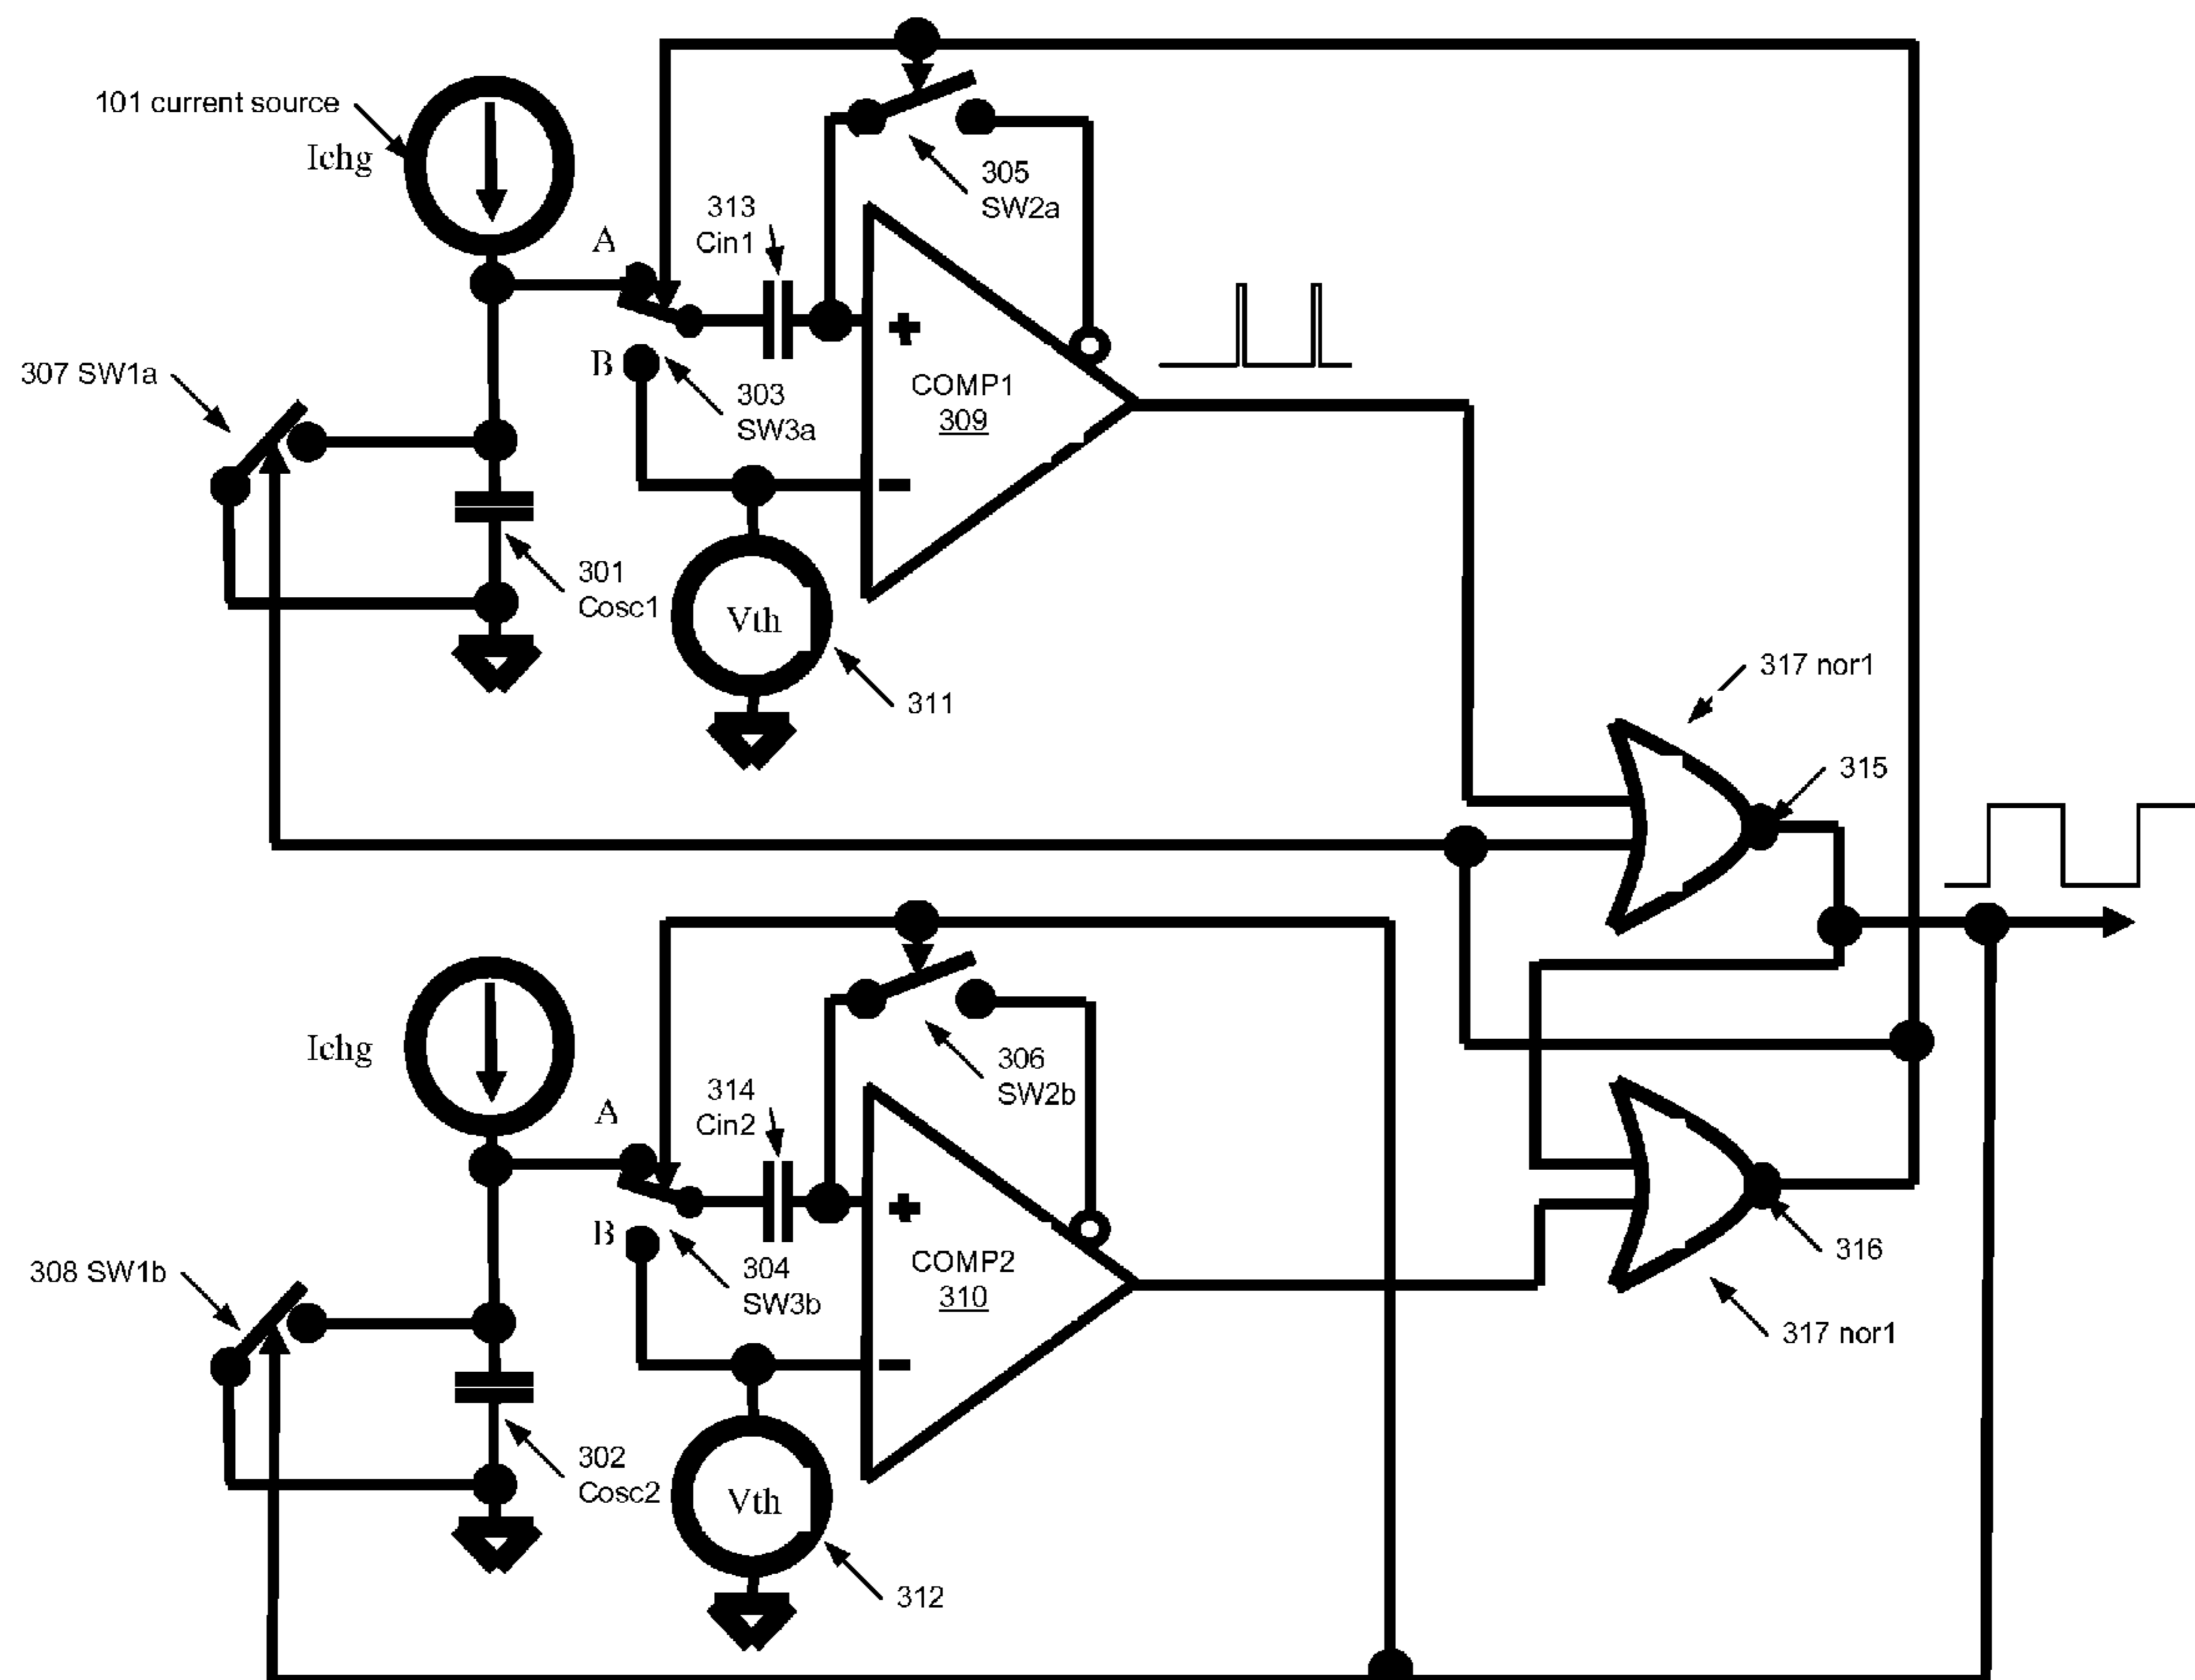 101 current source
Ichg
A
313
Cin1
305
SW2a
+
B
303
SW3a
COMP1
309
307 SW1a
-
301
Cosc1
Vth
311
317 nor1
315
Ichg
A
314
Cin2
306
SW2b
+
B
304
SW3b
COMP2
310
316
308 SW1b
317 nor1
-
302
Cosc2
Vth
312